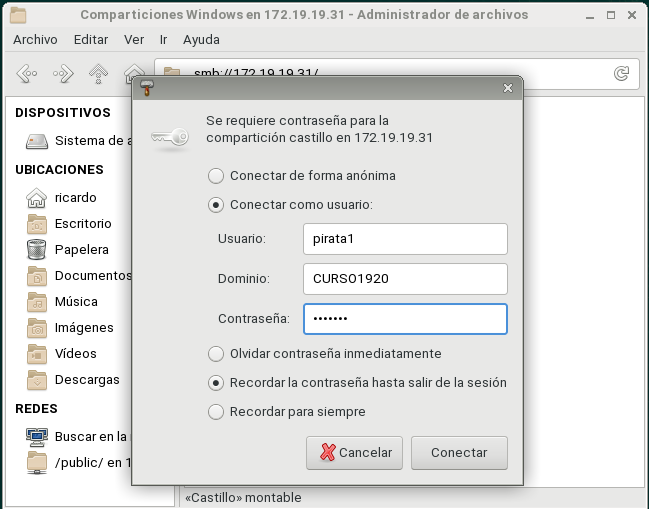 Comparticiones Windows en 172.19.19.31 - Administrador de archivos
Archivo Editar Ver Ir Ayuda
smb://172.19.19.31/
DISPOSITIVOS
Sistema de a
UBICACIONES
ricardo
Escritorio
Papelera
Documentos
Música
Imágenes
Vídeos
Descargas
REDES
Buscar en la
/public/ en 1
Se requiere contraseña para la
compartición castillo en 172.19.19.31
Conectar de forma anónima
Conectar como usuario:
Usuario: pirata1
Dominio: CURSO1920
Contraseña: •••••••
Olvidar contraseña inmediatamente
Recordar la contraseña hasta salir de la sesión
Recordar para siempre
Cancelar Conectar
«Castillo» montable